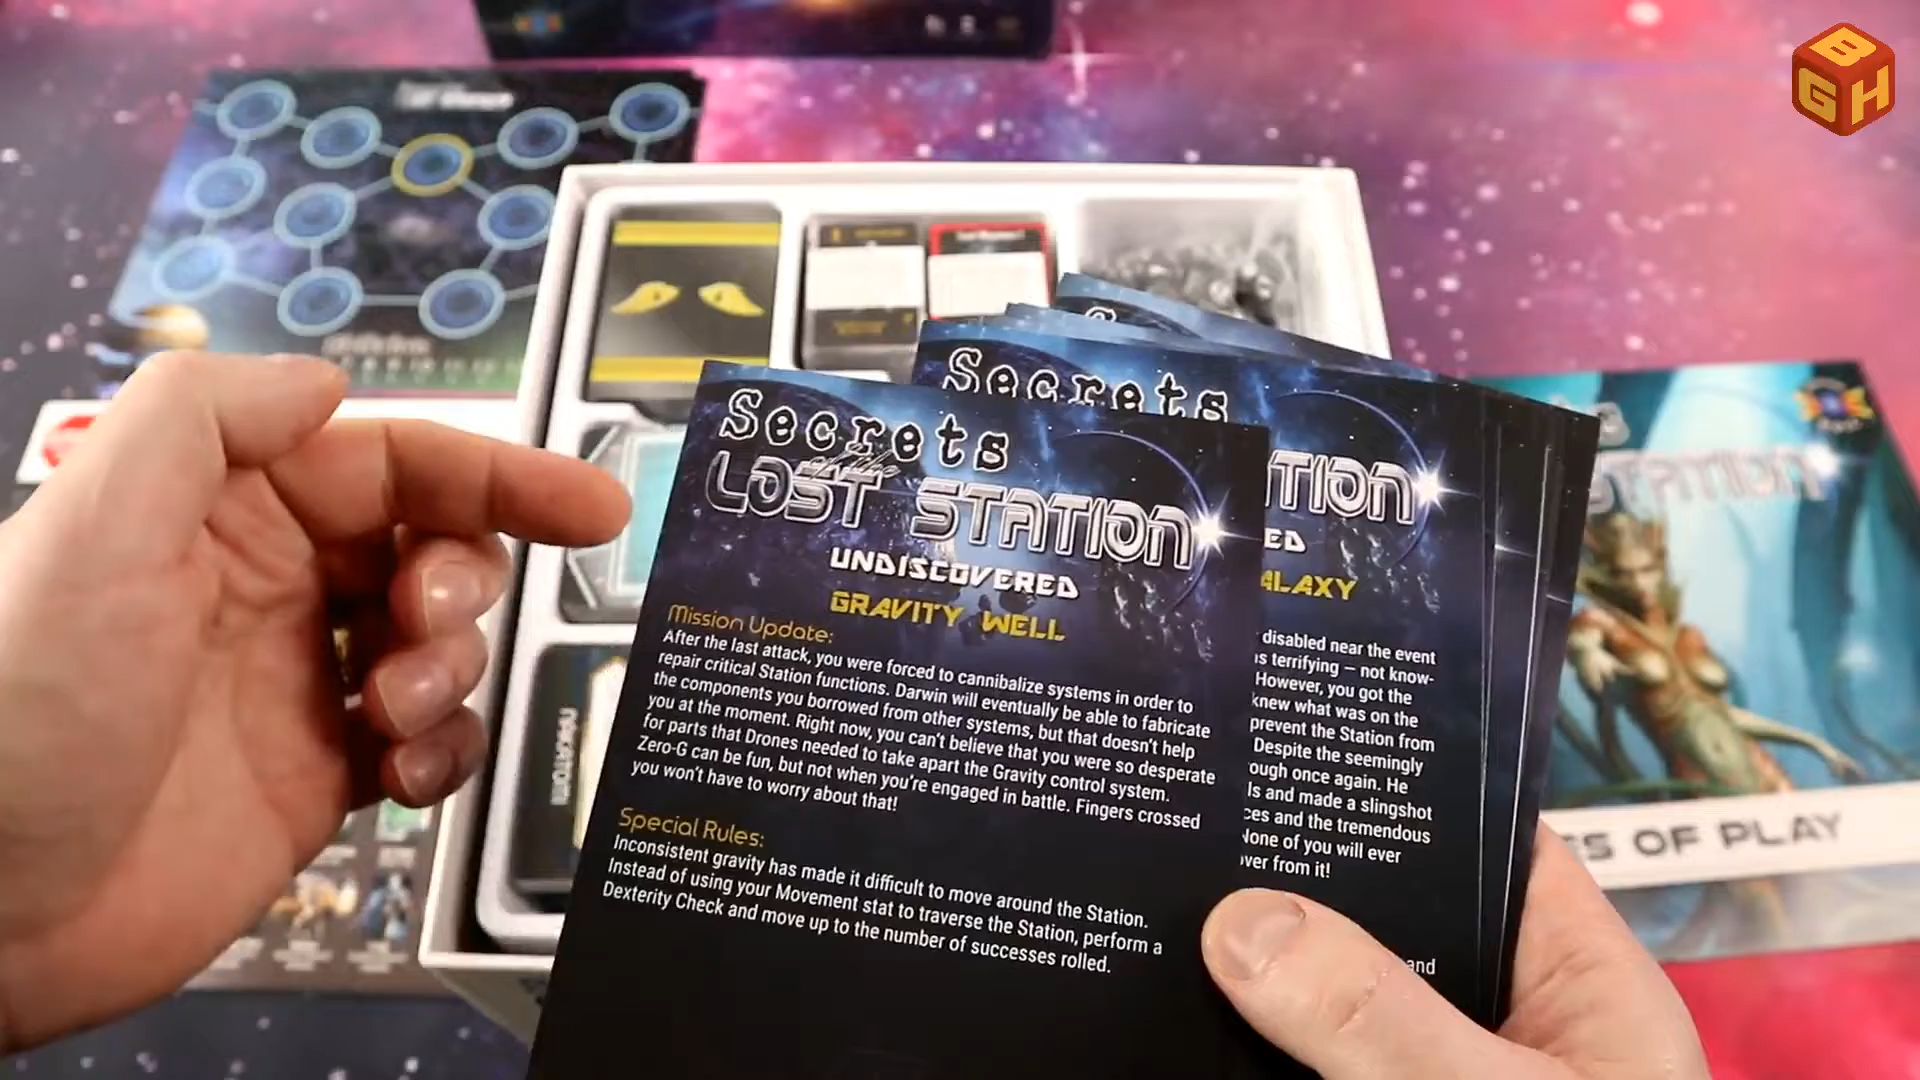 B
G H
Secrets
of the
LOST STATION
UNDISCOVERED
GRAVITY WELL
Mission Update:
After the last attack, you were forced to cannibalize systems in order to
repair critical Station functions. Darwin will eventually be able to fabricate
the components you borrowed from other systems, but that doesn't help
you at the moment. Right now, you can't believe that you were so desperate
for parts that Drones needed to take apart the Gravity control system.
Zero-G can be fun, but not when you're engaged in battle. Fingers crossed
you won't have to worry about that!
Special Rules:
Inconsistent gravity has made it difficult to move around the Station.
Instead of using your Movement stat to traverse the Station, perform a
Dexterity Check and move up to the number of successes rolled.
Secrets
TION
ED
ALAXY
disabled near the event
s terrifying — not know-
However, you got the
knew what was on the
prevent the Station from
Despite the seemingly
ough once again. He
ls and made a slingshot
ces and the tremendous
None of you will ever
over from it!
and
STATION
ES OF PLAY